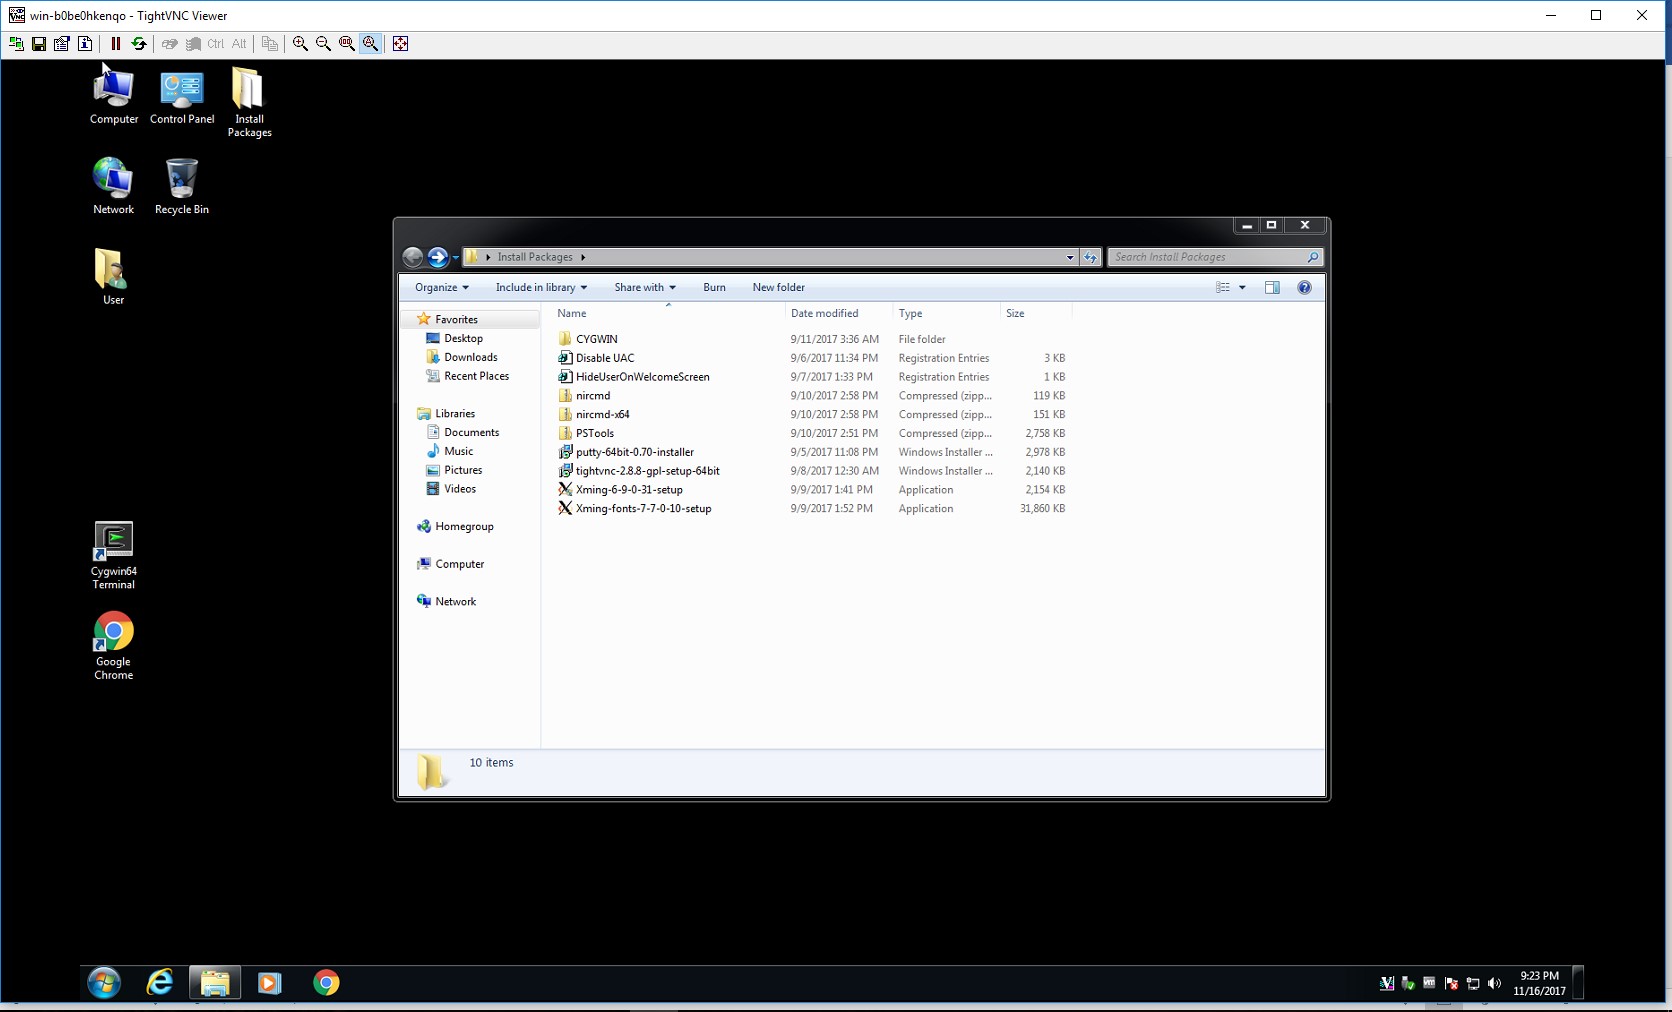 win-b0be0hkenqo - TightVNC Viewer
Ctrl Alt
Computer
Control Panel
Install Packages
Network
Recycle Bin
User
Cygwin64 Terminal
Google Chrome
Install Packages
Search Install Packages
Organize Include in library Share with Burn New folder
Name Date modified Type Size
CYGWIN 9/11/2017 3:36 AM File folder
Disable UAC 9/6/2017 11:34 PM Registration Entries 3 KB
HideUserOnWelcomeScreen 9/7/2017 1:33 PM Registration Entries 1 KB
nircmd 9/10/2017 2:58 PM Compressed (zipp... 119 KB
nircmd-x64 9/10/2017 2:58 PM Compressed (zipp... 151 KB
PSTools 9/10/2017 2:51 PM Compressed (zipp... 2,758 KB
putty-64bit-0.70-installer 9/5/2017 11:08 PM Windows Installer ... 2,978 KB
tightvnc-2.8.8-gpl-setup-64bit 9/8/2017 12:30 AM Windows Installer ... 2,140 KB
Xming-6-9-0-31-setup 9/9/2017 1:41 PM Application 2,154 KB
Xming-fonts-7-7-0-10-setup 9/9/2017 1:52 PM Application 31,860 KB
Favorites
Desktop
Downloads
Recent Places
Libraries
Documents
Music
Pictures
Videos
Homegroup
Computer
Network
10 items
9:23 PM
11/16/2017